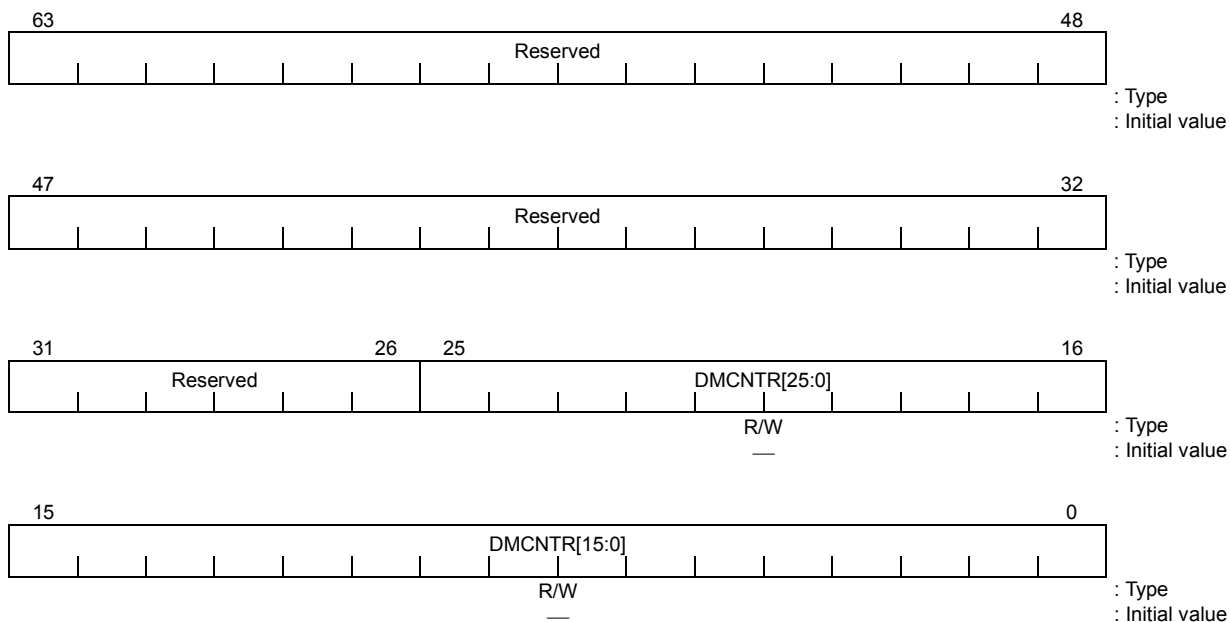 63 48
Reserved
: Type
: Initial value
47 32
Reserved
: Type
: Initial value
31 26 25 16
Reserved DMCNTR[25:0]
R/W : Type
— : Initial value
15 0
DMCNTR[15:0]
R/W : Type
— : Initial value